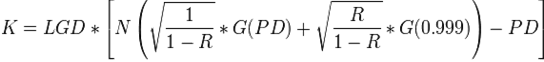 K = LGD * [ N ( √(1 / (1 − R)) * G(PD) + √(R / (1 − R)) * G(0.999) ) − PD ]